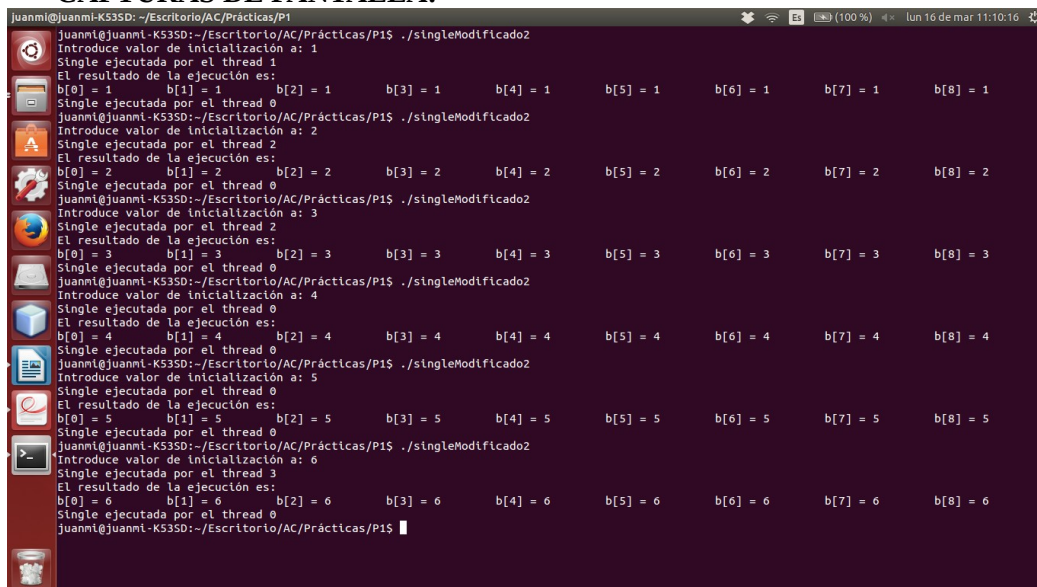 CAPTURAS DE PANTALLA:
juanmi@juanmi-K53SD: ~/Escritorio/AC/Prácticas/P1 Es (100 %) lun 16 de mar 11:10:16
juanmi@juanmi-K53SD:~/Escritorio/AC/Prácticas/P1$ ./singleModificado2
Introduce valor de inicialización a: 1
Single ejecutada por el thread 1
El resultado de la ejecución es:
b[0] = 1 b[1] = 1 b[2] = 1 b[3] = 1 b[4] = 1 b[5] = 1 b[6] = 1 b[7] = 1 b[8] = 1
Single ejecutada por el thread 0
juanmi@juanmi-K53SD:~/Escritorio/AC/Prácticas/P1$ ./singleModificado2
Introduce valor de inicialización a: 2
Single ejecutada por el thread 2
El resultado de la ejecución es:
b[0] = 2 b[1] = 2 b[2] = 2 b[3] = 2 b[4] = 2 b[5] = 2 b[6] = 2 b[7] = 2 b[8] = 2
Single ejecutada por el thread 0
juanmi@juanmi-K53SD:~/Escritorio/AC/Prácticas/P1$ ./singleModificado2
Introduce valor de inicialización a: 3
Single ejecutada por el thread 2
El resultado de la ejecución es:
b[0] = 3 b[1] = 3 b[2] = 3 b[3] = 3 b[4] = 3 b[5] = 3 b[6] = 3 b[7] = 3 b[8] = 3
Single ejecutada por el thread 0
juanmi@juanmi-K53SD:~/Escritorio/AC/Prácticas/P1$ ./singleModificado2
Introduce valor de inicialización a: 4
Single ejecutada por el thread 0
El resultado de la ejecución es:
b[0] = 4 b[1] = 4 b[2] = 4 b[3] = 4 b[4] = 4 b[5] = 4 b[6] = 4 b[7] = 4 b[8] = 4
Single ejecutada por el thread 0
juanmi@juanmi-K53SD:~/Escritorio/AC/Prácticas/P1$ ./singleModificado2
Introduce valor de inicialización a: 5
Single ejecutada por el thread 0
El resultado de la ejecución es:
b[0] = 5 b[1] = 5 b[2] = 5 b[3] = 5 b[4] = 5 b[5] = 5 b[6] = 5 b[7] = 5 b[8] = 5
Single ejecutada por el thread 0
juanmi@juanmi-K53SD:~/Escritorio/AC/Prácticas/P1$ ./singleModificado2
Introduce valor de inicialización a: 6
Single ejecutada por el thread 3
El resultado de la ejecución es:
b[0] = 6 b[1] = 6 b[2] = 6 b[3] = 6 b[4] = 6 b[5] = 6 b[6] = 6 b[7] = 6 b[8] = 6
Single ejecutada por el thread 0
juanmi@juanmi-K53SD:~/Escritorio/AC/Prácticas/P1$